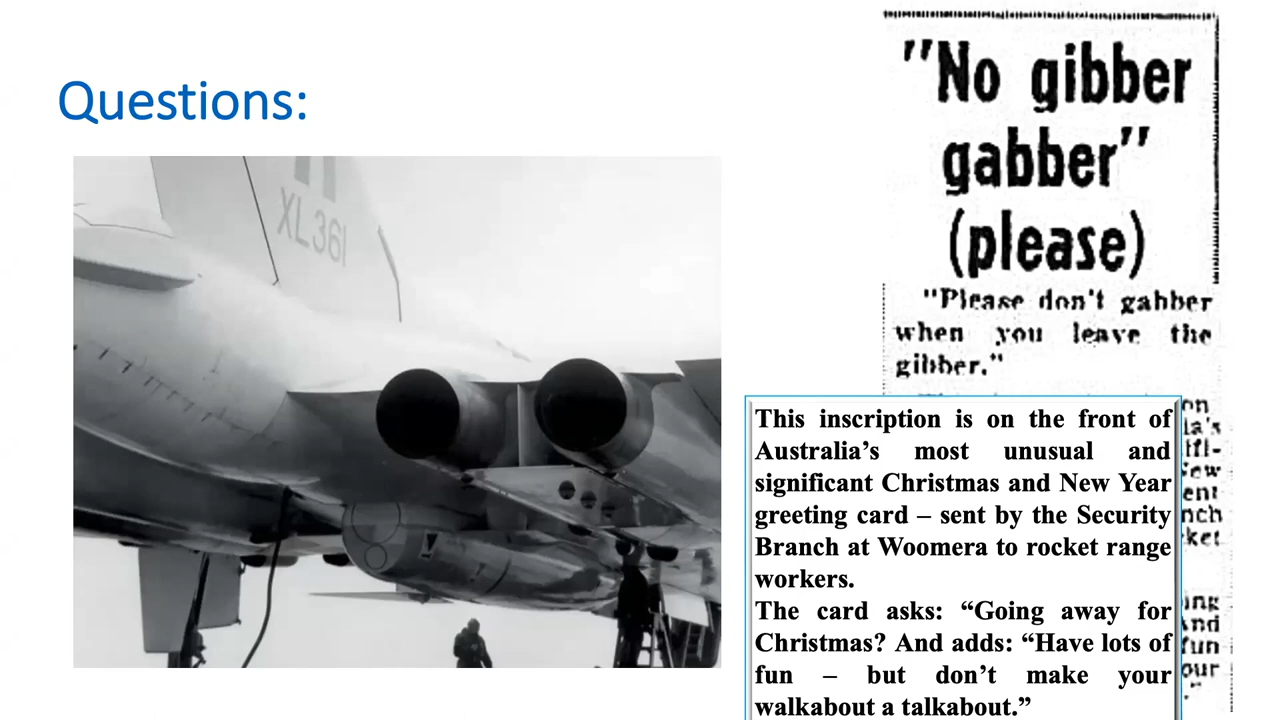 Questions:
XL361
"No gibber
gabber"
(please)
"Please don't gabber
when you leave the
gibber."
This inscription is on the front of
Australia’s most unusual and
significant Christmas and New Year
greeting card – sent by the Security
Branch at Woomera to rocket range
workers.
The card asks: “Going away for
Christmas? And adds: “Have lots of
fun – but don’t make your
walkabout a talkabout.”